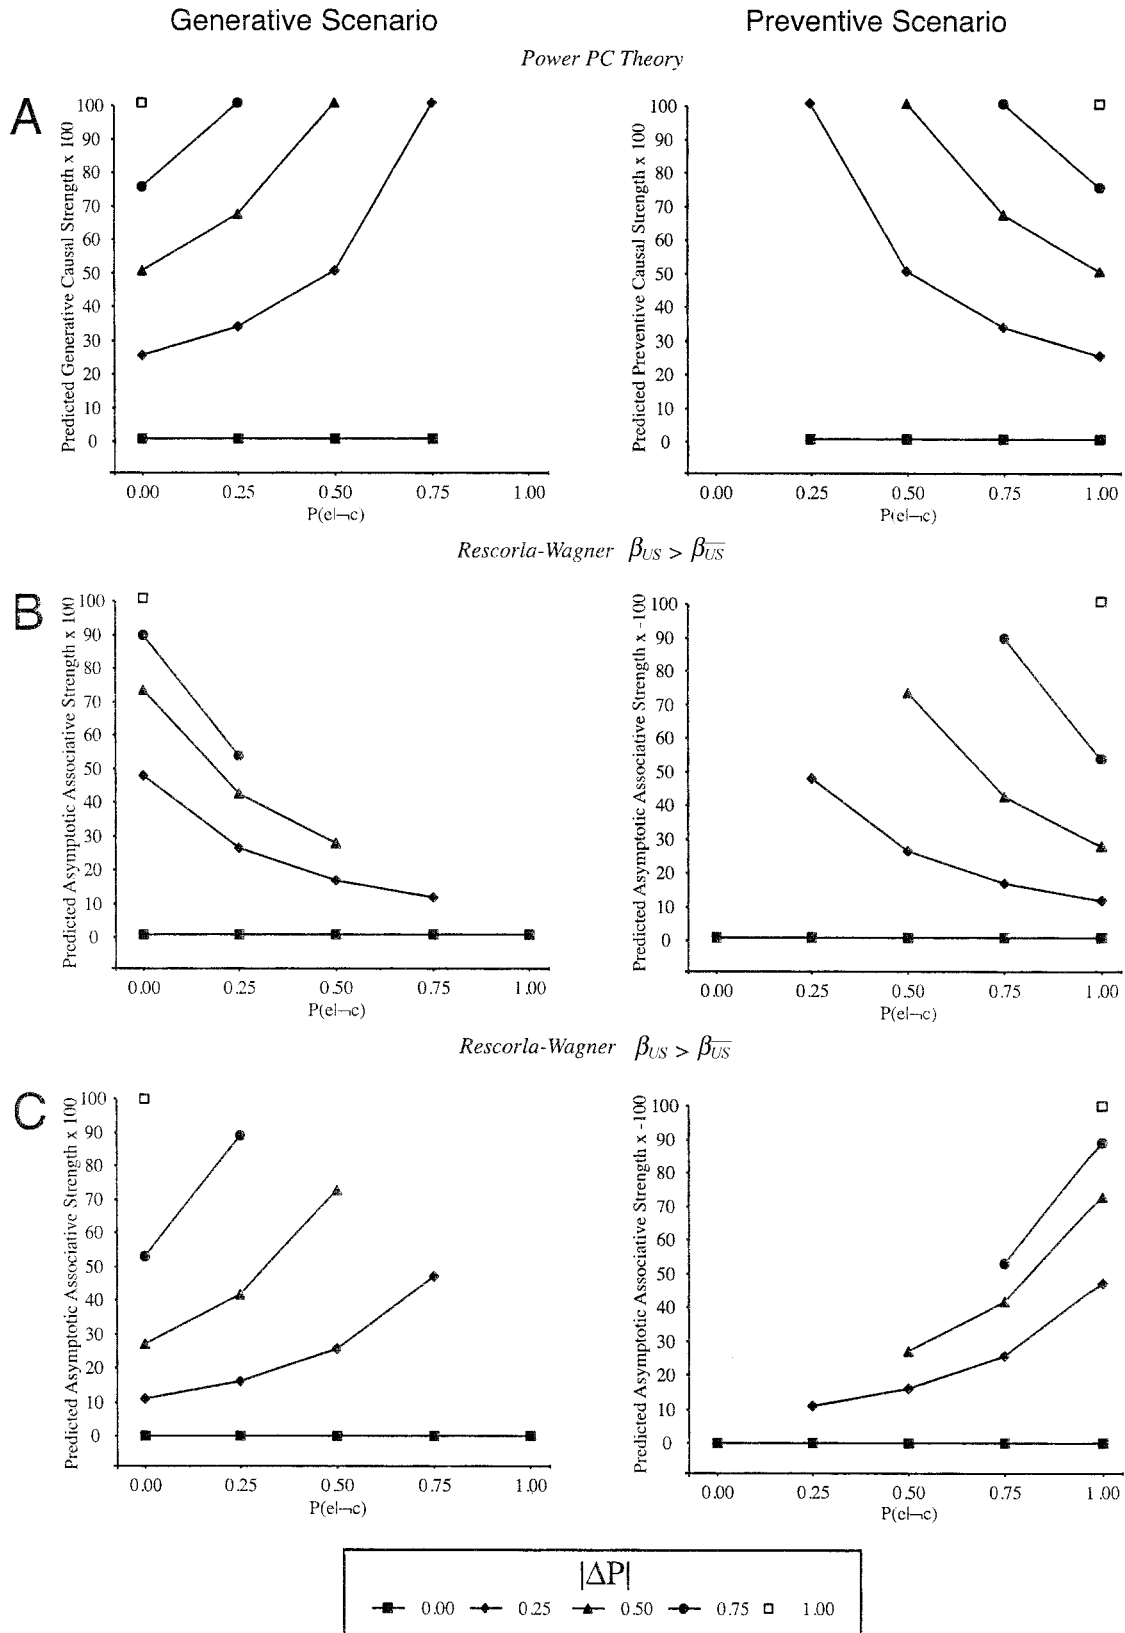 Generative Scenario
Preventive Scenario
Power PC Theory
A
Predicted Generative Causal Strength x 100
100
90
80
70
60
50
40
30
20
10
0
0.00 0.25 0.50 0.75 1.00
P(e|¬c)
Predicted Preventive Causal Strength x 100
100
90
80
70
60
50
40
30
20
10
0
0.00 0.25 0.50 0.75 1.00
P(e|¬c)
Rescorla-Wagner βUS > βU̅S̅
B
Predicted Asymptotic Associative Strength x 100
100
90
80
70
60
50
40
30
20
10
0
0.00 0.25 0.50 0.75 1.00
P(e|¬c)
Predicted Asymptotic Associative Strength x -100
100
90
80
70
60
50
40
30
20
10
0
0.00 0.25 0.50 0.75 1.00
P(e|¬c)
Rescorla-Wagner βUS > βU̅S̅
C
Predicted Asymptotic Associative Strength x 100
100
90
80
70
60
50
40
30
20
10
0
0.00 0.25 0.50 0.75 1.00
P(e|¬c)
Predicted Asymptotic Associative Strength x -100
100
90
80
70
60
50
40
30
20
10
0
0.00 0.25 0.50 0.75 1.00
P(e|¬c)
|ΔP|
0.00 0.25 0.50 0.75 1.00